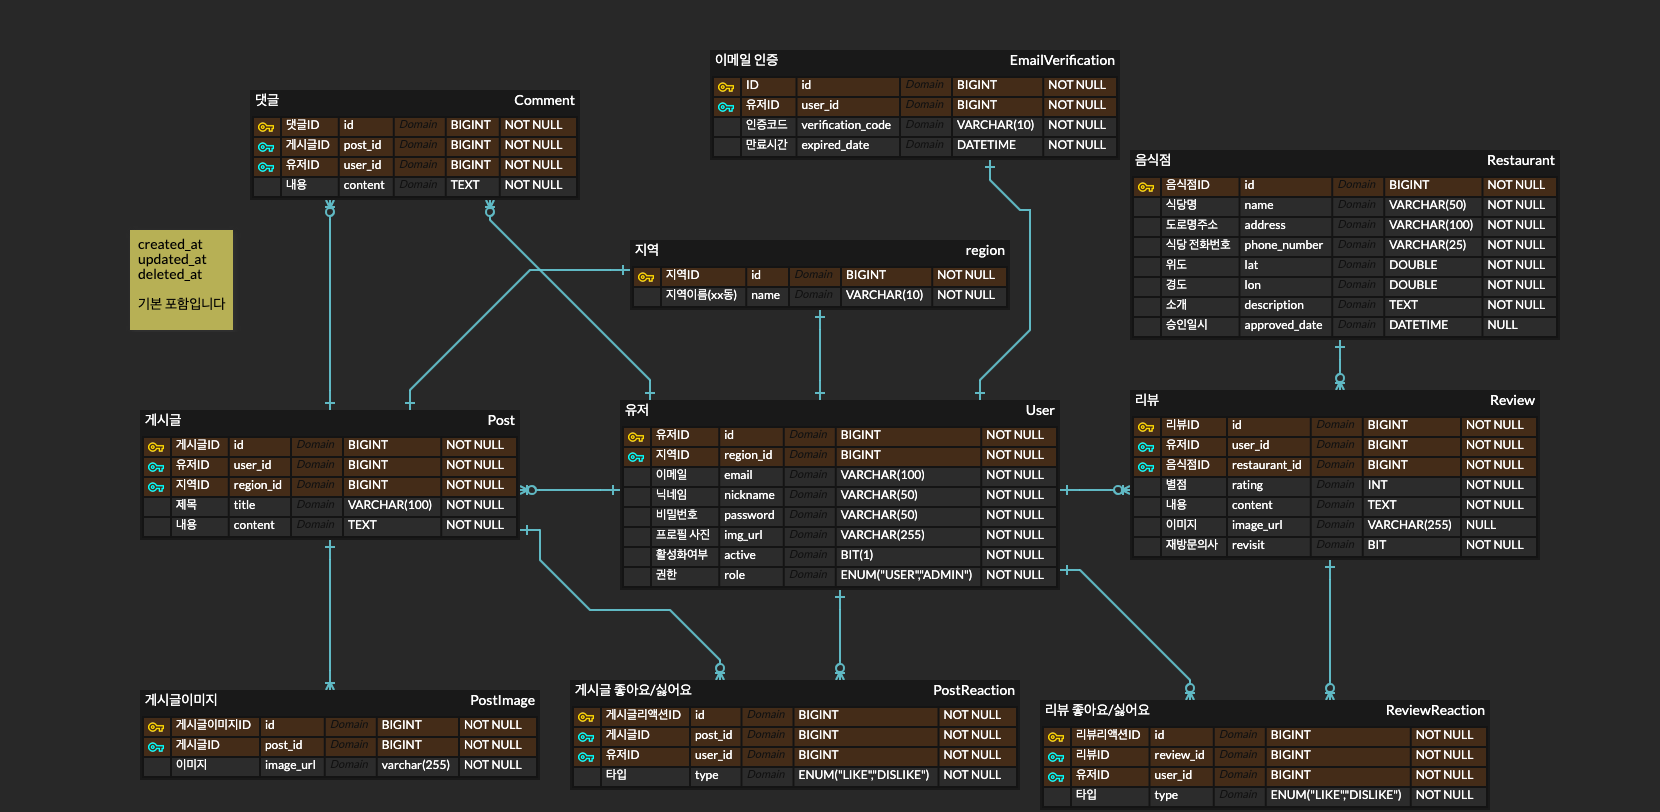 이메일 인증 EmailVerification
ID id Domain BIGINT NOT NULL
유저ID user_id Domain BIGINT NOT NULL
인증코드 verification_code Domain VARCHAR(10) NOT NULL
만료시간 expired_date Domain DATETIME NOT NULL
댓글 Comment
댓글ID id Domain BIGINT NOT NULL
게시글ID post_id Domain BIGINT NOT NULL
유저ID user_id Domain BIGINT NOT NULL
내용 content Domain TEXT NOT NULL
음식점 Restaurant
음식점ID id Domain BIGINT NOT NULL
식당명 name Domain VARCHAR(50) NOT NULL
도로명주소 address Domain VARCHAR(100) NOT NULL
식당 전화번호 phone_number Domain VARCHAR(25) NOT NULL
위도 lat Domain DOUBLE NOT NULL
경도 lon Domain DOUBLE NOT NULL
소개 description Domain TEXT NOT NULL
승인일시 approved_date Domain DATETIME NULL
created_at
updated_at
deleted_at
기본 포함입니다
지역 region
지역ID id Domain BIGINT NOT NULL
지역이름(xx동) name Domain VARCHAR(10) NOT NULL
게시글 Post
게시글ID id Domain BIGINT NOT NULL
유저ID user_id Domain BIGINT NOT NULL
지역ID region_id Domain BIGINT NOT NULL
제목 title Domain VARCHAR(100) NOT NULL
내용 content Domain TEXT NOT NULL
유저 User
유저ID id Domain BIGINT NOT NULL
지역ID region_id Domain BIGINT NOT NULL
이메일 email Domain VARCHAR(100) NOT NULL
닉네임 nickname Domain VARCHAR(50) NOT NULL
비밀번호 password Domain VARCHAR(50) NOT NULL
프로필 사진 img_url Domain VARCHAR(255) NOT NULL
활성화여부 active Domain BIT(1) NOT NULL
권한 role Domain ENUM("USER","ADMIN") NOT NULL
리뷰 Review
리뷰ID id Domain BIGINT NOT NULL
유저ID user_id Domain BIGINT NOT NULL
음식점ID restaurant_id Domain BIGINT NOT NULL
별점 rating Domain INT NOT NULL
내용 content Domain TEXT NOT NULL
이미지 image_url Domain VARCHAR(255) NULL
재방문의사 revisit Domain BIT NOT NULL
게시글이미지 PostImage
게시글이미지ID id Domain BIGINT NOT NULL
게시글ID post_id Domain BIGINT NOT NULL
이미지 image_url Domain varchar(255) NOT NULL
게시글 좋아요/싫어요 PostReaction
게시글리액션ID id Domain BIGINT NOT NULL
게시글ID post_id Domain BIGINT NOT NULL
유저ID user_id Domain BIGINT NOT NULL
타입 type Domain ENUM("LIKE","DISLIKE") NOT NULL
리뷰 좋아요/싫어요 ReviewReaction
리뷰리액션ID id Domain BIGINT NOT NULL
리뷰ID review_id Domain BIGINT NOT NULL
유저ID user_id Domain BIGINT NOT NULL
타입 type Domain ENUM("LIKE","DISLIKE") NOT NULL